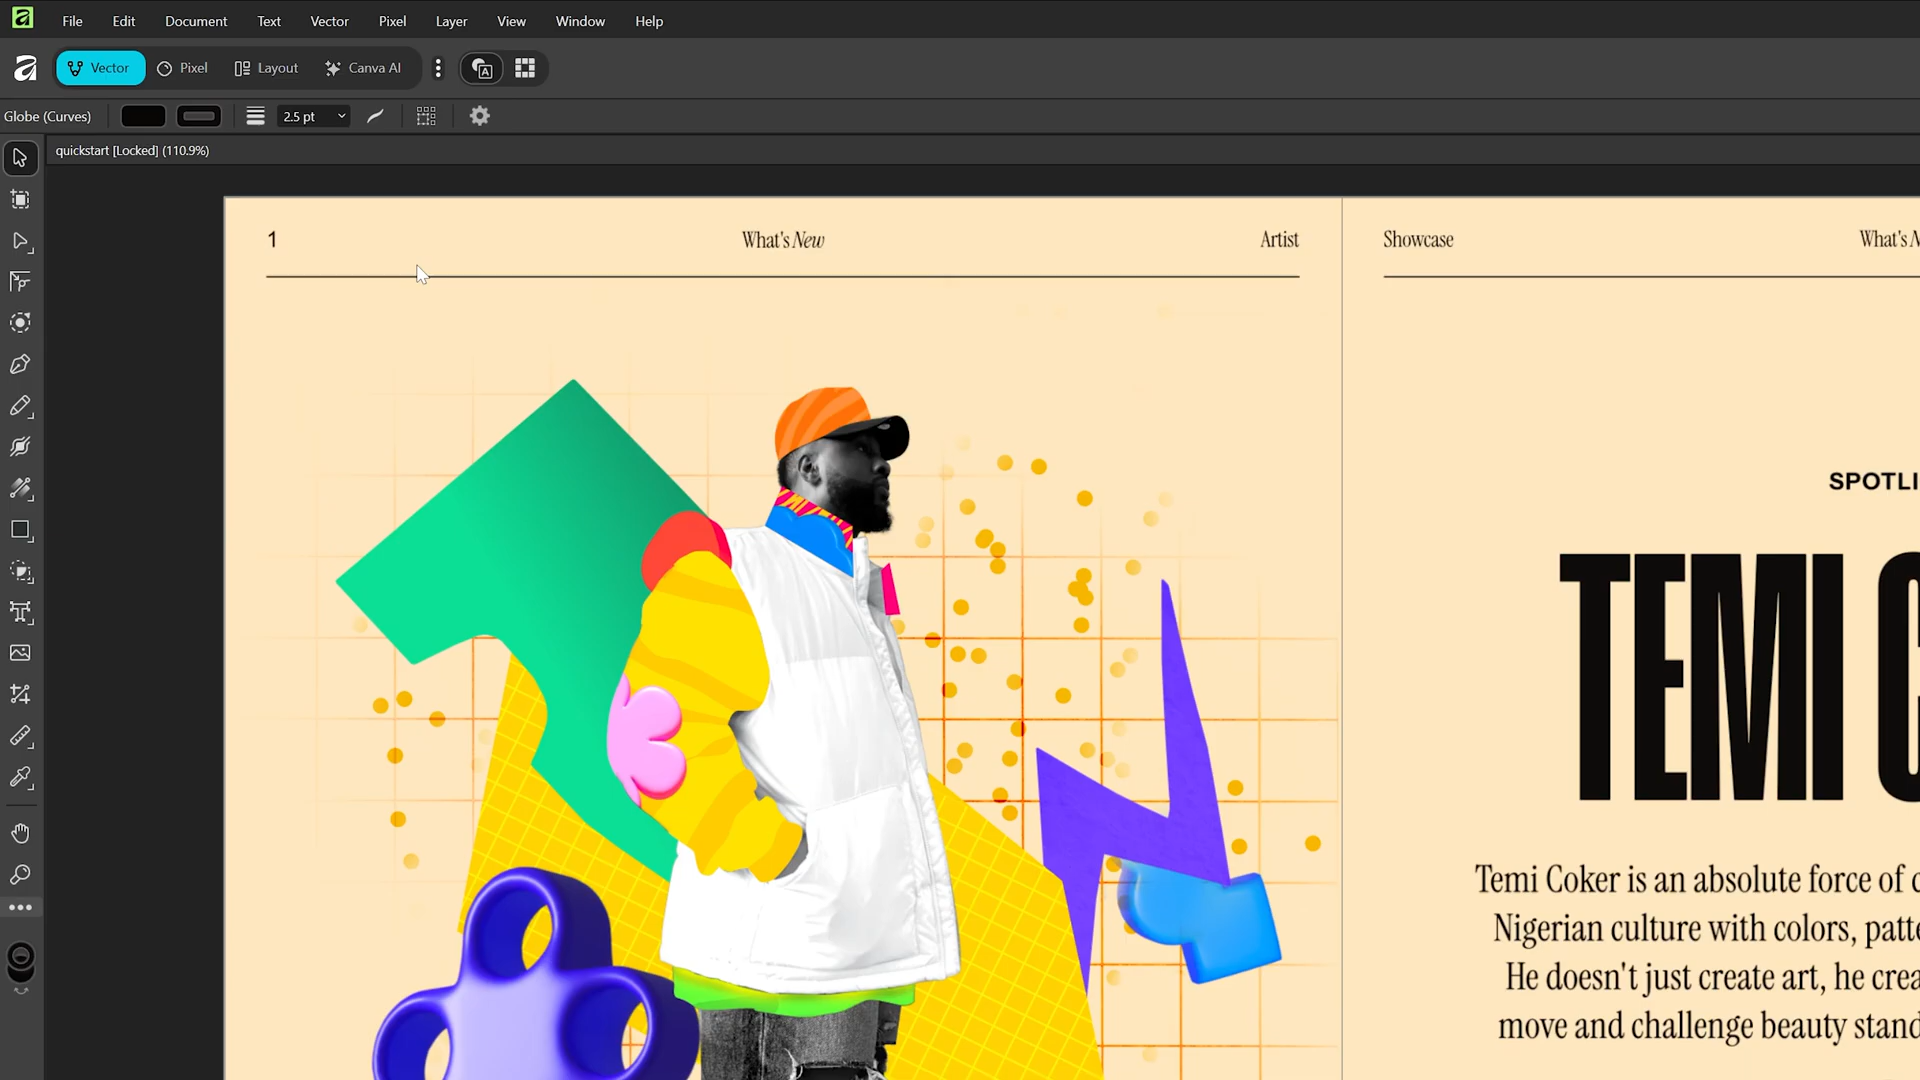 File Edit Document Text Vector Pixel Layer View Window Help
Vector Pixel Layout Canva AI
Globe (Curves) 2.5 pt
quickstart [Locked] (110.9%)
1 What's New Artist
Showcase What's
SPOTLI
TEMI C
Temi Coker is an absolute force of
Nigerian culture with colors, patte
He doesn't just create art, he crea
move and challenge beauty stand